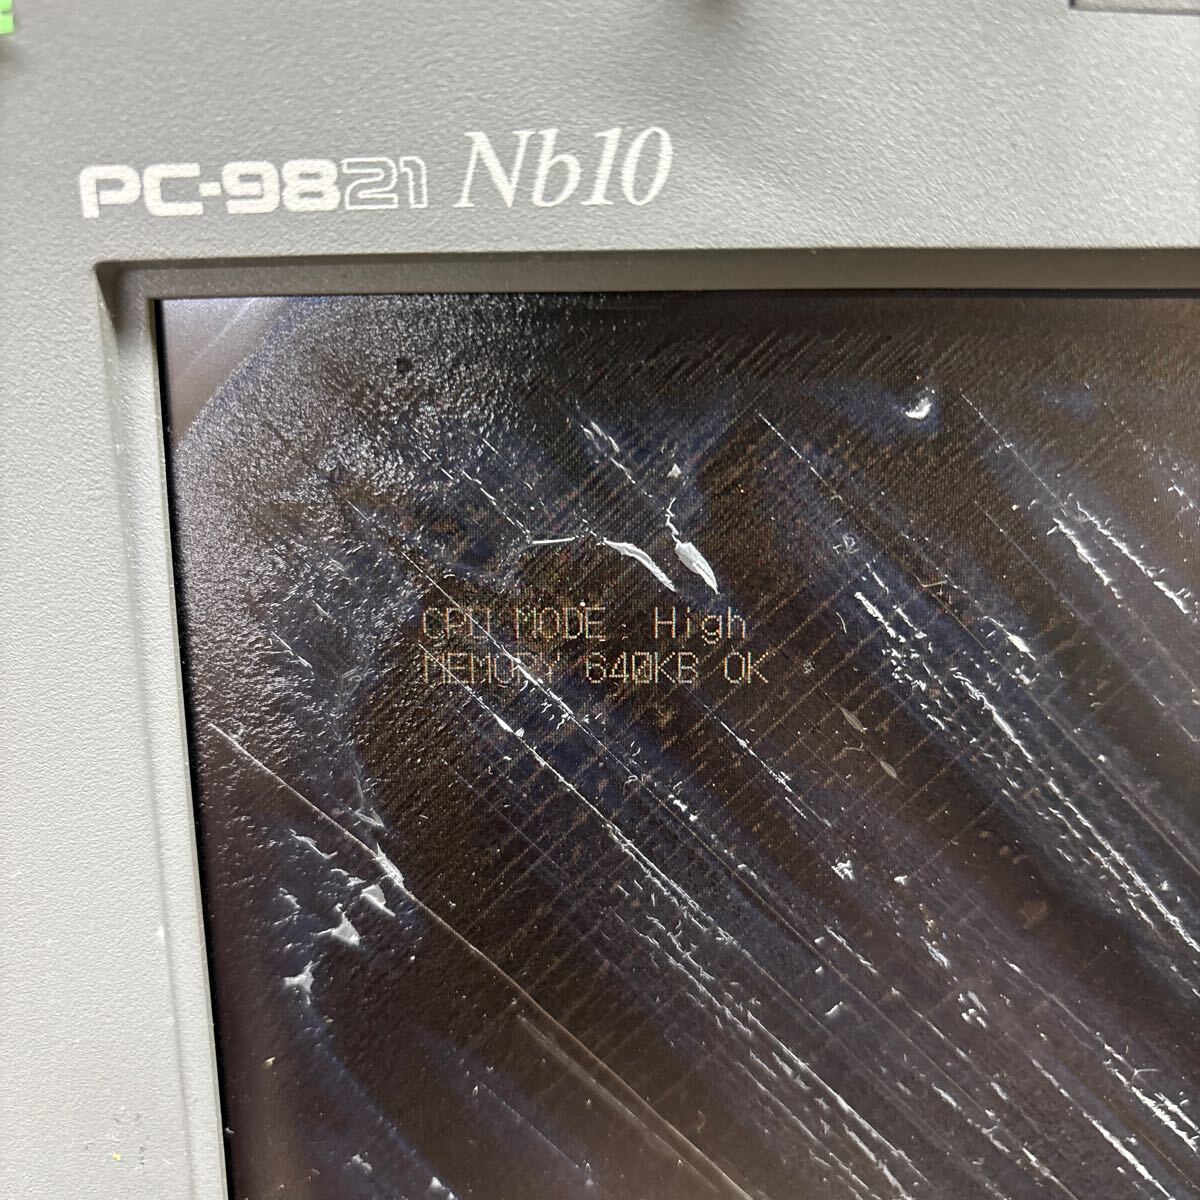 PC-9821 Nb10
CPU MODE High
MEMORY 640KB OK